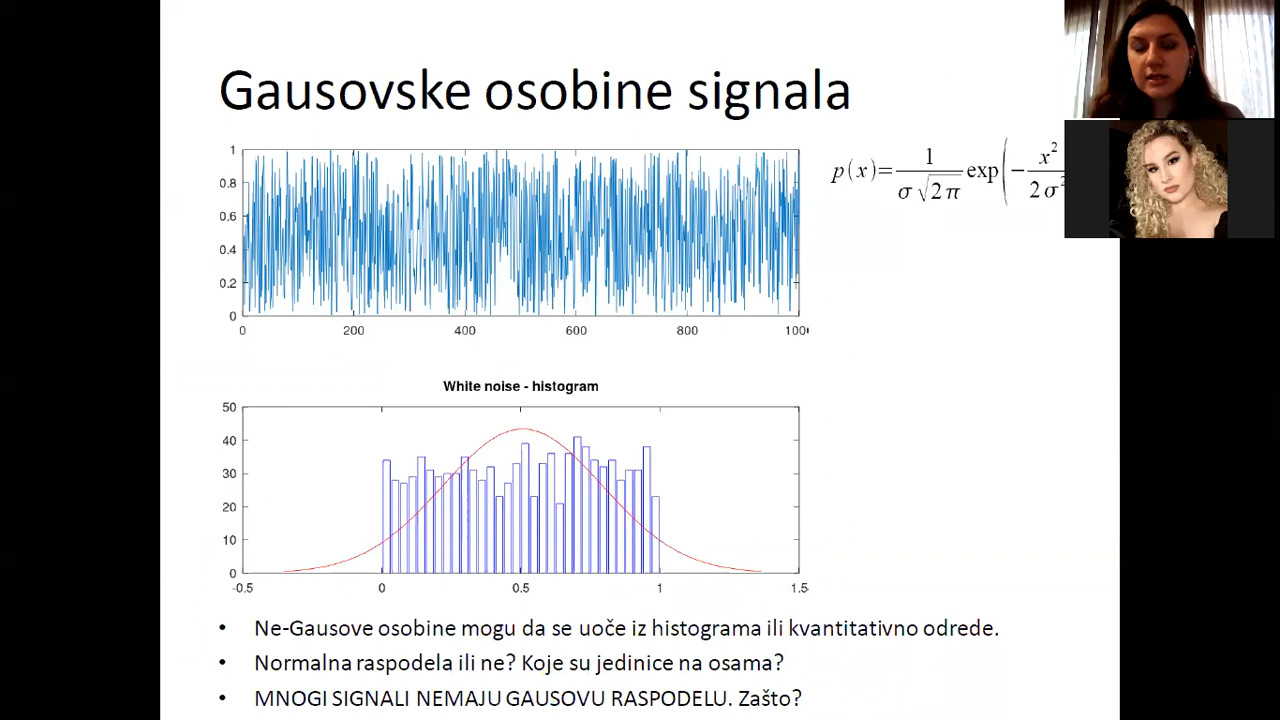 Gausovske osobine signala
p(x)=1/(σ√2π) exp(−x²/2σ²
1
0.8
0.6
0.4
0.2
0
0 200 400 600 800 100
White noise - histogram
50
40
30
20
10
0
-0.5 0 0.5 1 1.5
• Ne-Gausove osobine mogu da se uoče iz histograma ili kvantitativno odrede.
• Normalna raspodela ili ne? Koje su jedinice na osama?
• MNOGI SIGNALI NEMAJU GAUSOVU RASPODELU. Zašto?